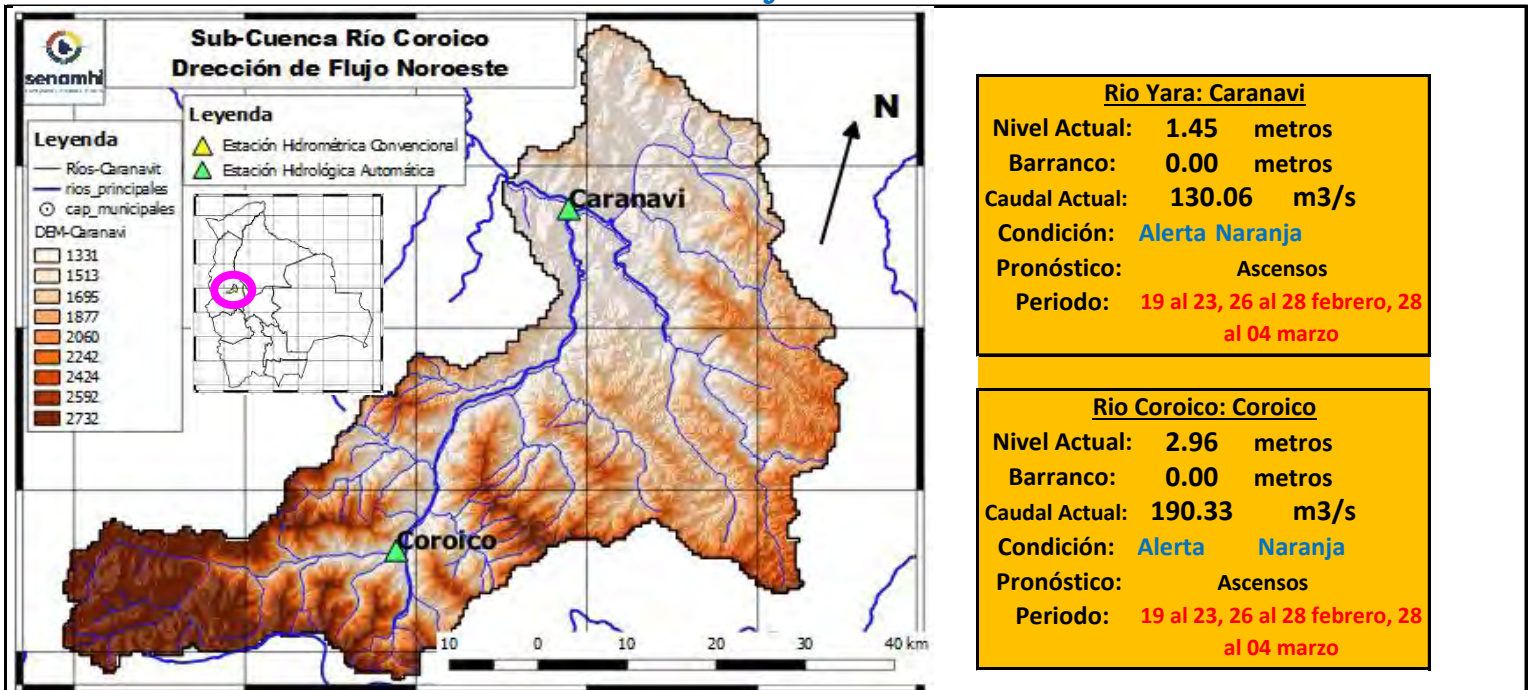 senamhi
Sub-Cuenca Río Coroico
Drección de Flujo Noroeste
Leyenda
Estación Hidrométrica Convencional
Estación Hidrológica Automática
Leyenda
Ríos-Caranavit
rios_principales
cap_municipales
DEM-Caranavi
1331
1513
1695
1877
2060
2242
2424
2592
2732
N
Caranavi
Coroico
10 0 10 20 30 40 km
Rio Yara: Caranavi
Nivel Actual: 1.45 metros
Barranco: 0.00 metros
Caudal Actual: 130.06 m3/s
Condición: Alerta Naranja
Pronóstico: Ascensos
Periodo: 19 al 23, 26 al 28 febrero, 28
al 04 marzo
Rio Coroico: Coroico
Nivel Actual: 2.96 metros
Barranco: 0.00 metros
Caudal Actual: 190.33 m3/s
Condición: Alerta Naranja
Pronóstico: Ascensos
Periodo: 19 al 23, 26 al 28 febrero, 28
al 04 marzo